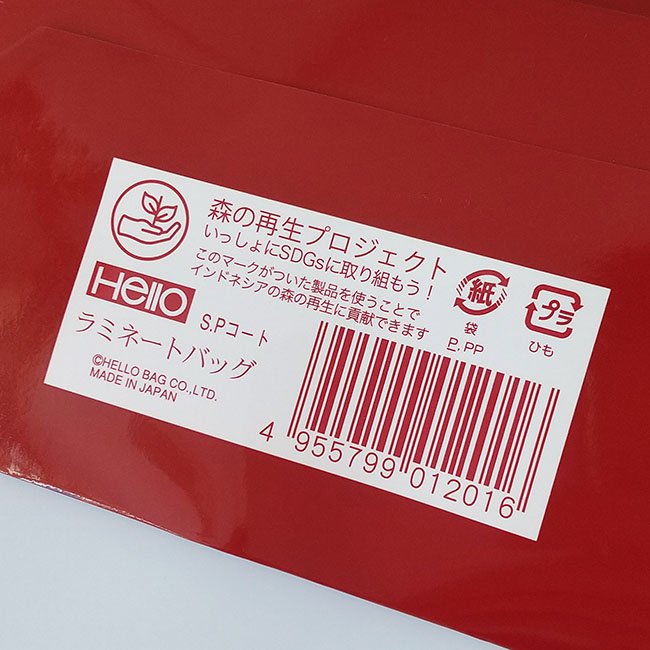 森の再生プロジェクト
いっしょにSDGsに取り組もう！
このマークがついた製品を使うことで
インドネシアの森の再生に貢献できます
Hello
S.Pコート
ラミネートバッグ
©HELLO BAG CO.,LTD.
MADE IN JAPAN
紙
袋
P, PP
プラ
ひも
4 955799 012016